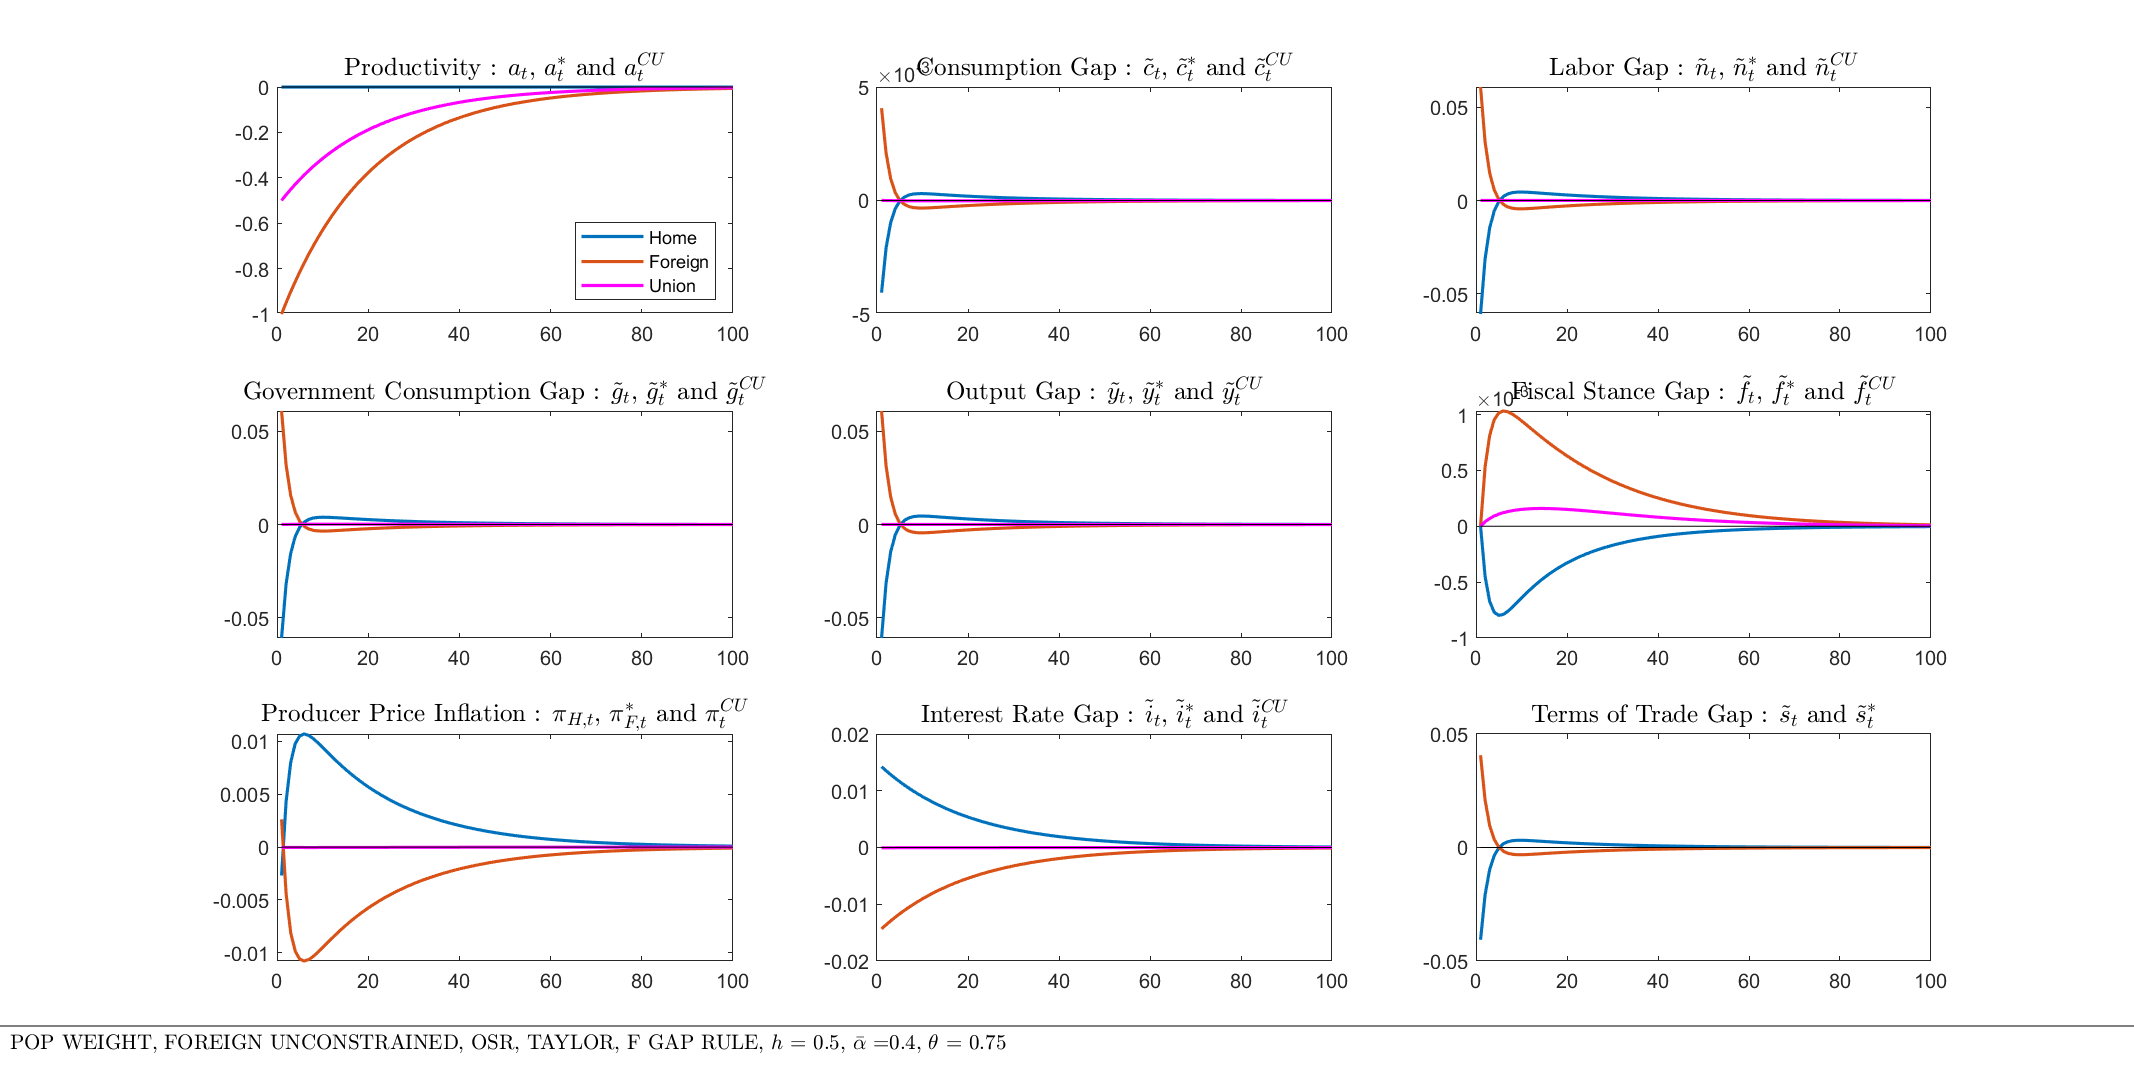 Productivity : a_t, a_t^* and a_t^{CU}
0
-0.2
-0.4
-0.6
-0.8
-1
0 20 40 60 80 100
Home
Foreign
Union
Consumption Gap : c̃_t, c̃_t^* and c̃_t^{CU}
5
0
-5
0 20 40 60 80 100
Labor Gap : ñ_t, ñ_t^* and ñ_t^{CU}
0.05
0
-0.05
0 20 40 60 80 100
Government Consumption Gap : g̃_t, g̃_t^* and g̃_t^{CU}
0.05
0
-0.05
0 20 40 60 80 100
Output Gap : ỹ_t, ỹ_t^* and ỹ_t^{CU}
0.05
0
-0.05
0 20 40 60 80 100
Fiscal Stance Gap : f̃_t, f̃_t^* and f̃_t^{CU}
1
0.5
0
-0.5
-1
0 20 40 60 80 100
Producer Price Inflation : π_{H,t}, π_{F,t}^* and π_t^{CU}
0.01
0.005
0
-0.005
-0.01
0 20 40 60 80 100
Interest Rate Gap : ĩ_t, ĩ_t^* and ĩ_t^{CU}
0.02
0.01
0
-0.01
-0.02
0 20 40 60 80 100
Terms of Trade Gap : s̃_t and s̃_t^*
0.05
0
-0.05
0 20 40 60 80 100
POP WEIGHT, FOREIGN UNCONSTRAINED, OSR, TAYLOR, F GAP RULE, h = 0.5, ᾱ =0.4, θ = 0.75